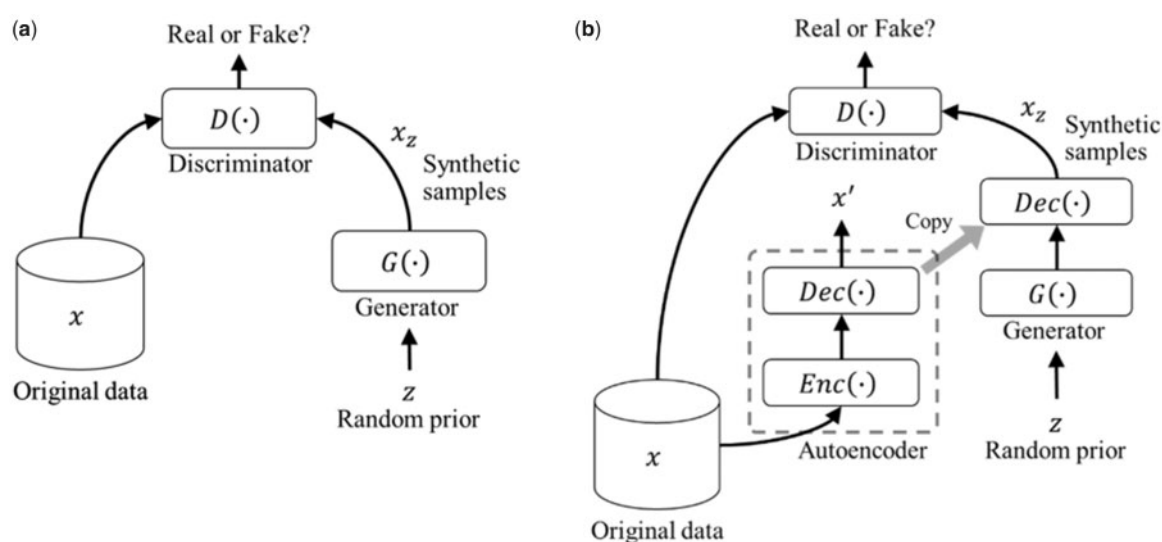 (a)
Real or Fake?
D(·)
Discriminator
x_z
Synthetic
samples
G(·)
Generator
x
Original data
z
Random prior
(b)
Real or Fake?
D(·)
Discriminator
x_z
Synthetic
samples
x′
Copy
Dec(·)
Dec(·)
G(·)
Generator
Enc(·)
Autoencoder
z
Random prior
x
Original data